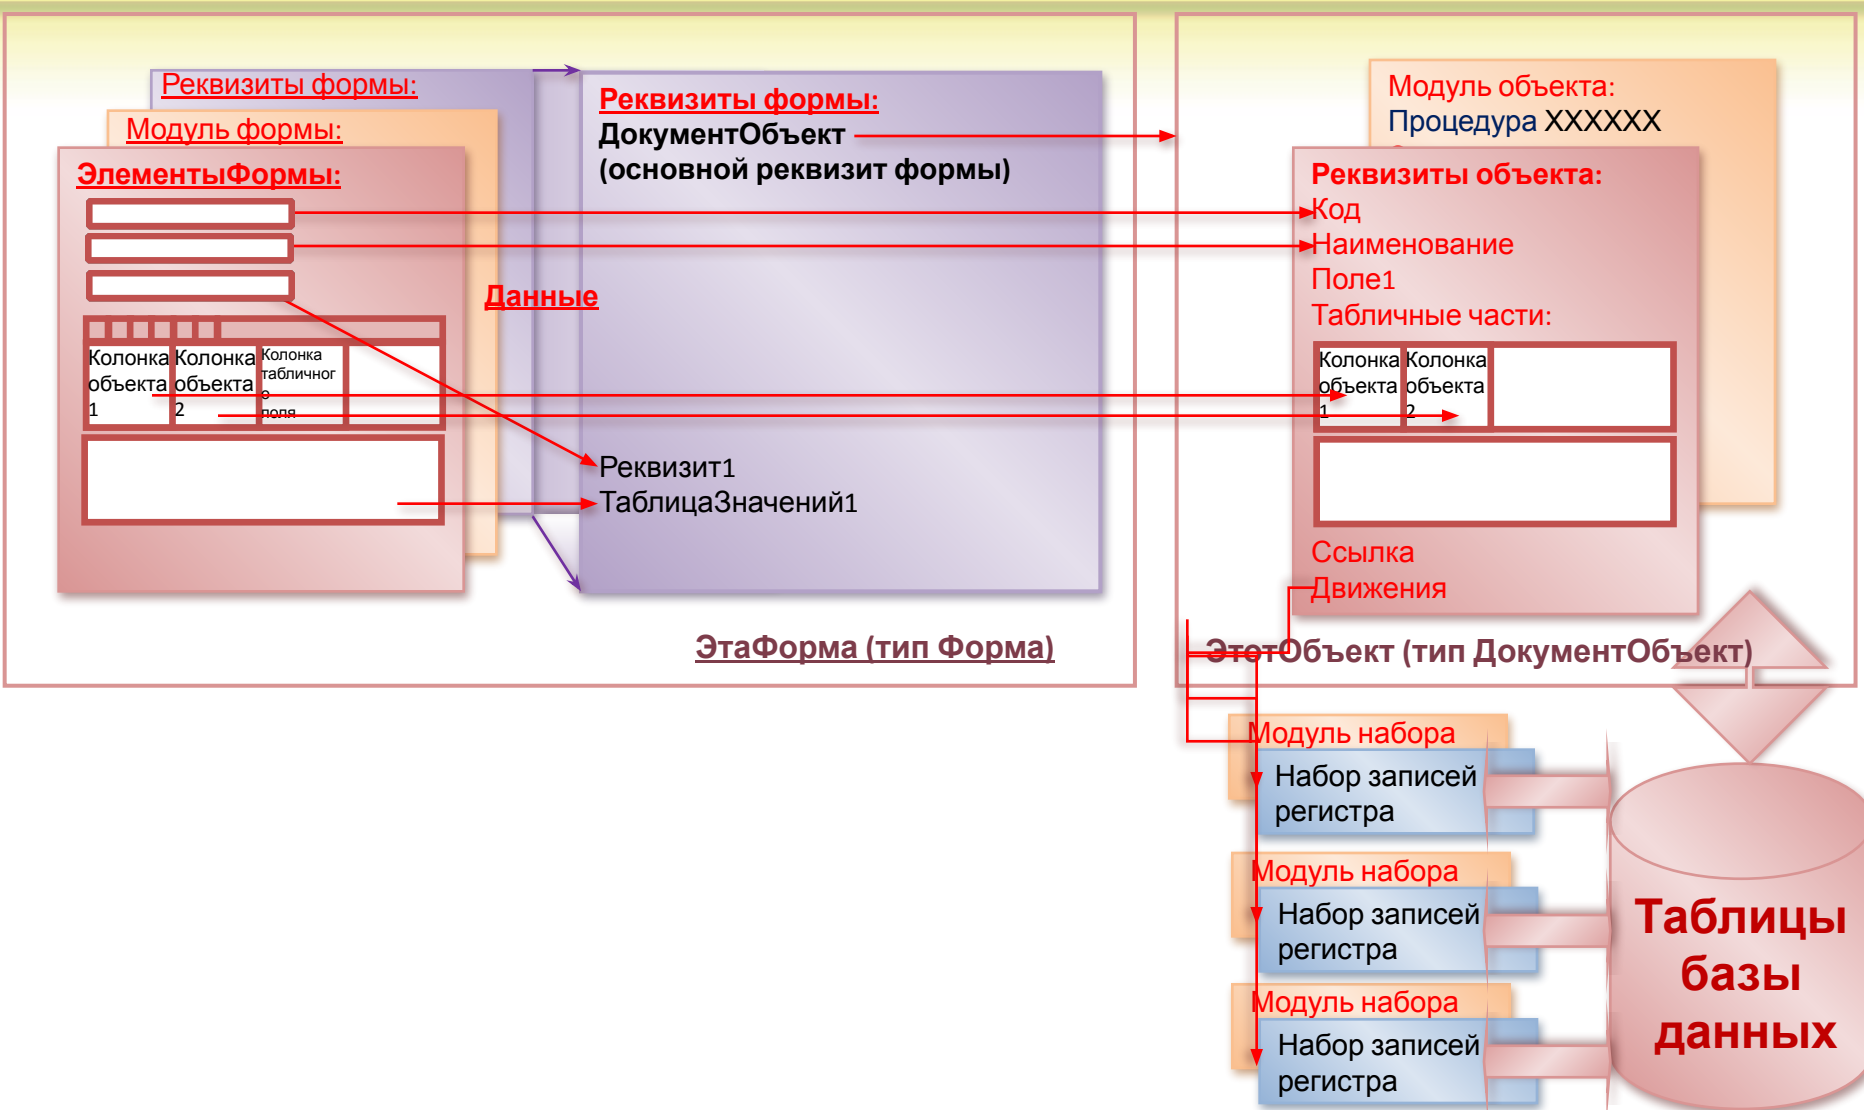 Реквизиты формы:
Модуль формы:
ЭлементыФормы:
Колонка
объекта
1
Колонка
объекта
2
Колонка
табличног
о
поля
Данные
Реквизиты формы:
ДокументОбъект
(основной реквизит формы)
Реквизит1
ТаблицаЗначений1
ЭтаФорма (тип Форма)
Модуль объекта:
Процедура XXXXXX
Реквизиты объекта:
Код
Наименование
Поле1
Табличные части:
Колонка
объекта
1
Колонка
объекта
2
Ссылка
Движения
ЭтотОбъект (тип ДокументОбъект)
Модуль набора
Набор записей
регистра
Модуль набора
Набор записей
регистра
Модуль набора
Набор записей
регистра
Таблицы
базы
данных